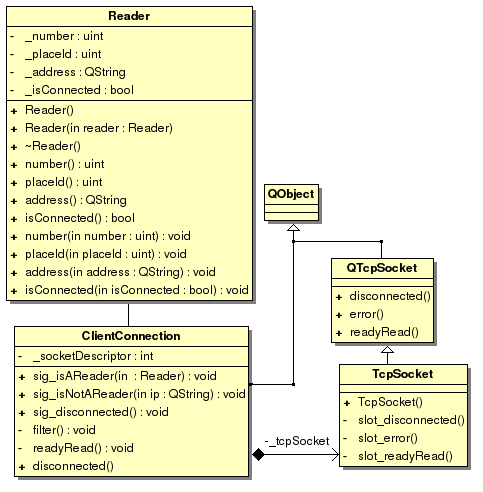 Reader
- _number : uint
- _placeId : uint
- _address : QString
- _isConnected : bool
+ Reader()
+ Reader(in reader : Reader)
+ ~Reader()
+ number() : uint
+ placeId() : uint
+ address() : QString
+ isConnected() : bool
+ number(in number : uint) : void
+ placeId(in placeId : uint) : void
+ address(in address : QString) : void
+ isConnected(in isConnected : bool) : void
QObject
QTcpSocket
+ disconnected()
+ error()
+ readyRead()
ClientConnection
- _socketDescriptor : int
+ sig_isAReader(in : Reader) : void
+ sig_isNotAReader(in ip : QString) : void
+ sig_disconnected() : void
- filter() : void
- readyRead() : void
+ disconnected()
TcpSocket
+ TcpSocket()
- slot_disconnected()
- slot_error()
- slot_readyRead()
-_tcpSocket